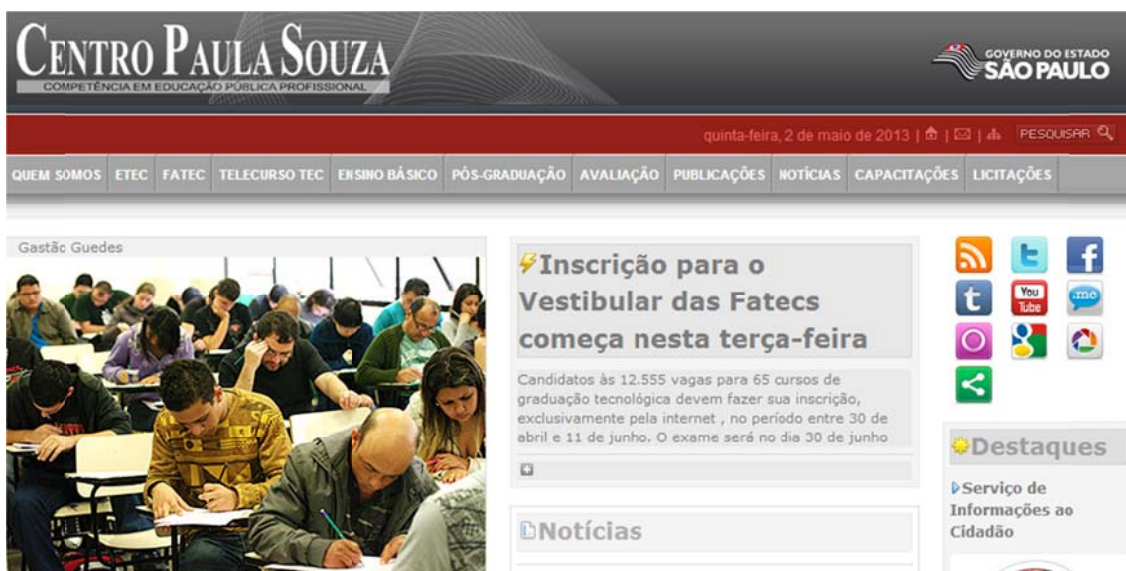 CENTRO PAULA SOUZA
COMPETÊNCIA EM EDUCAÇÃO PÚBLICA PROFISSIONAL
GOVERNO DO ESTADO
SÃO PAULO
quinta-feira, 2 de maio de 2013 | | | PESQUISAR
QUEM SOMOS ETEC FATEC TELECURSO TEC ENSINO BÁSICO PÓS-GRADUAÇÃO AVALIAÇÃO PUBLICAÇÕES NOTÍCIAS CAPACITAÇÕES LICITAÇÕES
Gastão Guedes
Inscrição para o
Vestibular das Fatecs
começa nesta terça-feira
Candidatos às 12.555 vagas para 65 cursos de
graduação tecnológica devem fazer sua inscrição,
exclusivamente pela internet , no período entre 30 de
abril e 11 de junho. O exame será no dia 30 de junho
Notícias
t f
t You Tube .me
g
Destaques
Serviço de
Informações ao
Cidadão